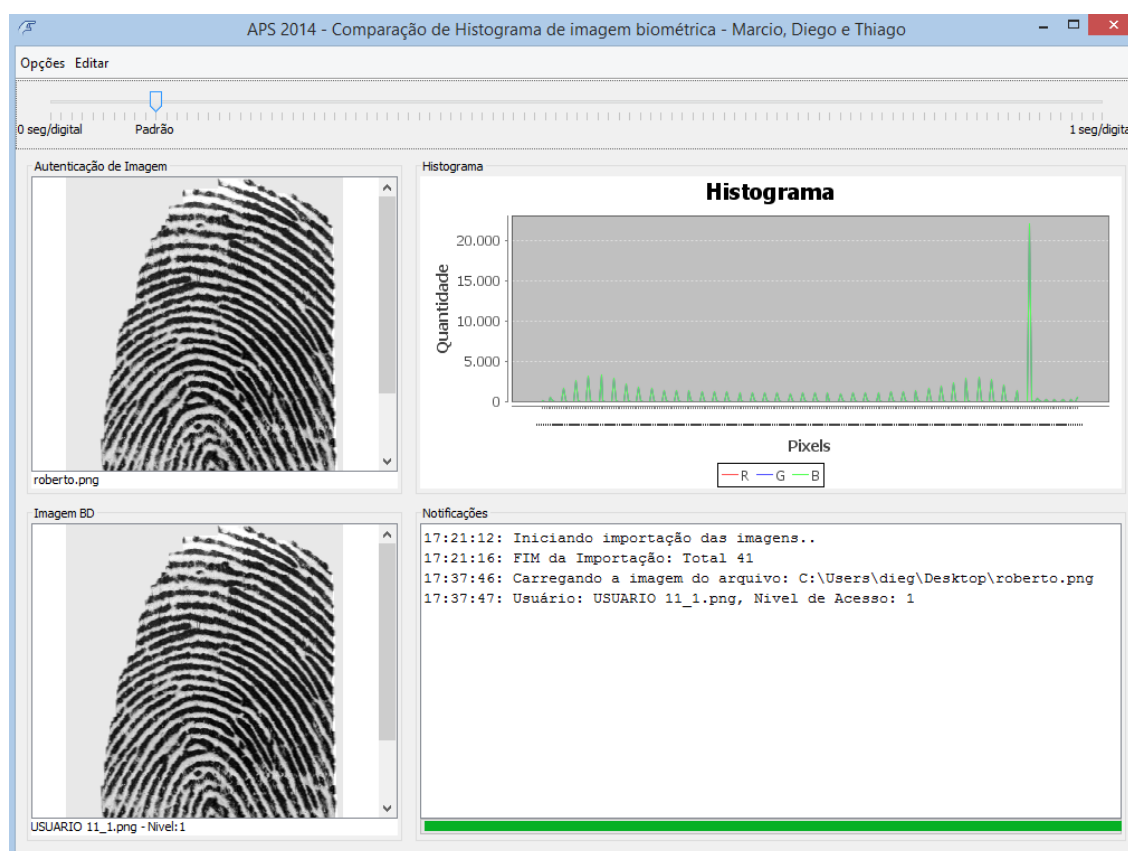 APS 2014 - Comparação de Histograma de imagem biométrica - Marcio, Diego e Thiago
Opções Editar
0 seg/digital Padrão 1 seg/digita
Autenticação de Imagem
roberto.png
Histograma
Histograma
Quantidade
20.000
15.000
10.000
5.000
0
Pixels
R G B
Imagem BD
USUARIO 11_1.png - Nivel:1
Notificações
17:21:12: Iniciando importação das imagens..
17:21:16: FIM da Importação: Total 41
17:37:46: Carregando a imagem do arquivo: C:\Users\dieg\Desktop\roberto.png
17:37:47: Usuário: USUARIO 11_1.png, Nivel de Acesso: 1